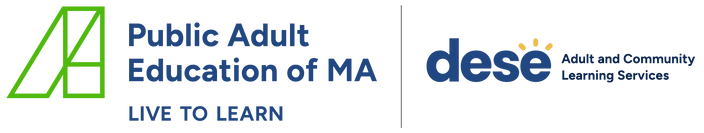 Public Adult
Education of MA
LIVE TO LEARN
dese
Adult and Community
Learning Services